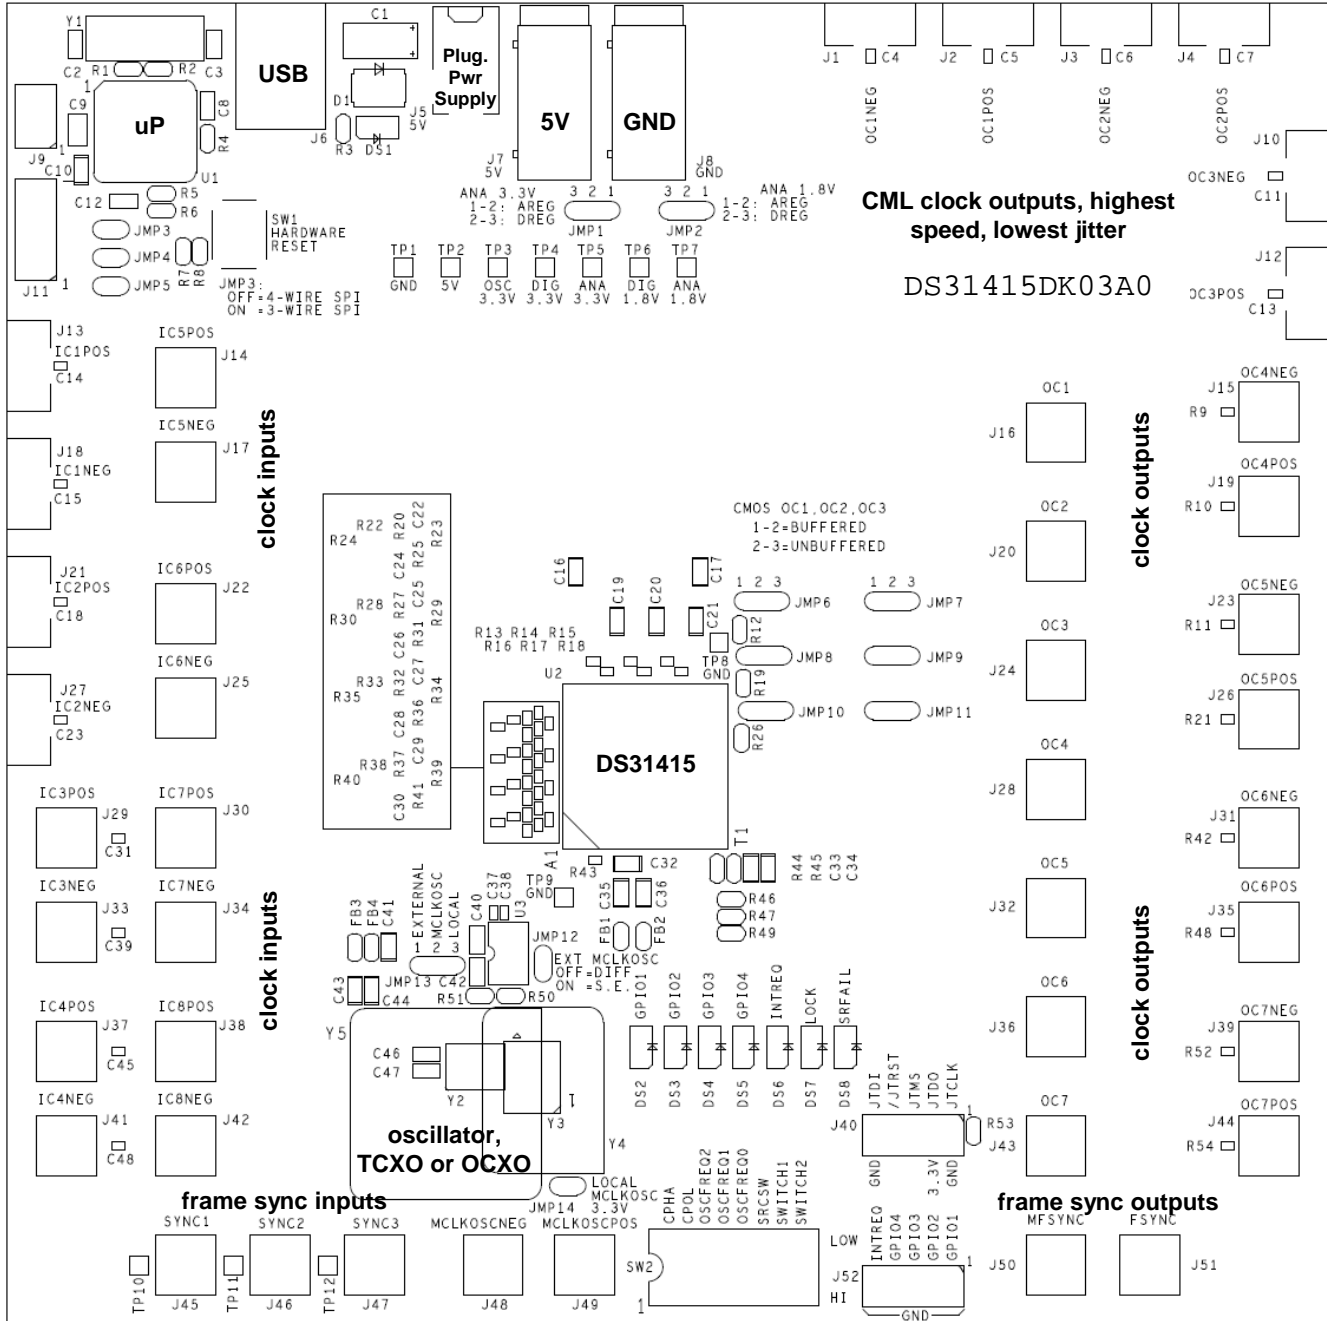 Y1
C2
R1
R2
C3
1
C9
uP
C8
R4
J9
1
C10
U1
C12
R5
R6
JMP3
JMP4
JMP5
R7
R8
J11
1
USB
J6
C1
D1
R3
DS1
J5
5V
Plug.
Pwr
Supply
5V
GND
J7
5V
J8
GND
SW1
HARDWARE
RESET
JMP3:
OFF=4-WIRE SPI
ON =3-WIRE SPI
ANA 3.3V
1-2: AREG
2-3: DREG
3 2 1
JMP1
3 2 1
JMP2
ANA 1.8V
1-2: AREG
2-3: DREG
TP1
GND
TP2
5V
TP3
OSC
3.3V
TP4
DIG
3.3V
TP5
ANA
3.3V
TP6
DIG
1.8V
TP7
ANA
1.8V
J1
C4
OC1NEG
J2
C5
OC1POS
J3
C6
OC2NEG
J4
C7
OC2POS
J10
OC3NEG
C11
J12
OC3POS
C13
CML clock outputs, highest
speed, lowest jitter
DS31415DK03A0
J13
IC1POS
C14
IC5POS
J14
IC5NEG
J17
J18
IC1NEG
C15
clock inputs
J21
IC2POS
C18
IC6POS
J22
IC6NEG
J25
J27
IC2NEG
C23
R24
R22
R20
C24
C22
R25
R23
R30
R28
R27
C26
C25
R31
R29
R35
R33
R32
C28
C27
R36
R34
R40
R38
R37
C30
C29
R41
R39
CMOS OC1,OC2,OC3
1-2=BUFFERED
2-3=UNBUFFERED
C16
C19
C20
C17
C21
1 2 3
JMP6
1 2 3
JMP7
R12
JMP8
JMP9
R19
JMP10
JMP11
R26
R13 R14 R15
R16 R17 R18
U2
TP8
GND
DS31415
A1
T1
OC1
J16
OC2
J20
OC3
J24
OC4
J28
OC5
J32
OC6
J36
OC7
J43
clock outputs
OC4NEG
J15
R9
OC4POS
J19
R10
OC5NEG
J23
R11
OC5POS
J26
R21
OC6NEG
J31
R42
OC6POS
J35
R48
OC7NEG
J39
R52
OC7POS
J44
R54
clock outputs
IC3POS
J29
C31
IC7POS
J30
IC3NEG
J33
C39
IC7NEG
J34
IC4POS
J37
C45
IC8POS
J38
IC4NEG
J41
C48
IC8NEG
J42
clock inputs
FB3
FB4
C41
C43
C44
EXTERNAL
MCLKOSC
LOCAL
1 2 3
JMP13
C40
C42
C37
C38
U3
R51
R50
TP9
GND
JMP12
EXT MCLKOSC
OFF=DIFF
ON =S.E.
R43
C32
C35
C36
FB1
FB2
R44
R45
C33
C34
R46
R47
R49
GPIO1
GPIO2
GPIO3
GPIO4
INTREQ
LOCK
SRFAIL
DS2
DS3
DS4
DS5
DS6
DS7
DS8
Y5
C46
C47
Y2
1
Y3
Y4
oscillator,
TCXO or OCXO
LOCAL
MCLKOSC
3.3V
JMP14
JTDI
/JTRST
JTMS
JTDO
JTCLK
1
J40
R53
GND
3.3V
GND
frame sync inputs
SYNC1
TP10
J45
SYNC2
TP11
J46
SYNC3
TP12
J47
MCLKOSCNEG
J48
MCLKOSCPOS
J49
CPHA
CPOL
OSCFREQ2
OSCFREQ1
OSCFREQ0
SRCSW
SWITCH1
SWITCH2
SW2
1
LOW
HI
INTREQ
GPIO4
GPIO3
GPIO2
GPIO1
1
J52
GND
frame sync outputs
MFSYNC
J50
FSYNC
J51